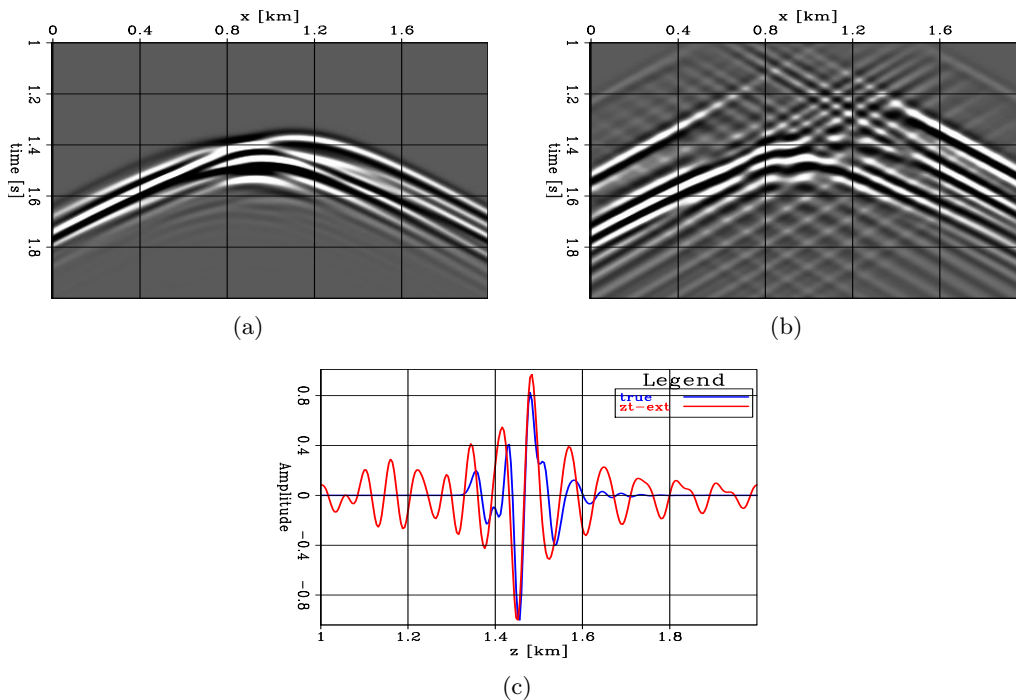 x [km]
0 0.4 0.8 1.2 1.6
time [s]
1 1.2 1.4 1.6 1.8
(a)
x [km]
0 0.4 0.8 1.2 1.6
time [s]
1 1.2 1.4 1.6 1.8
(b)
Legend
true
zt-ext
Amplitude
0.8 0.4 0 -0.4 -0.8
1 1.2 1.4 1.6 1.8
z [km]
(c)